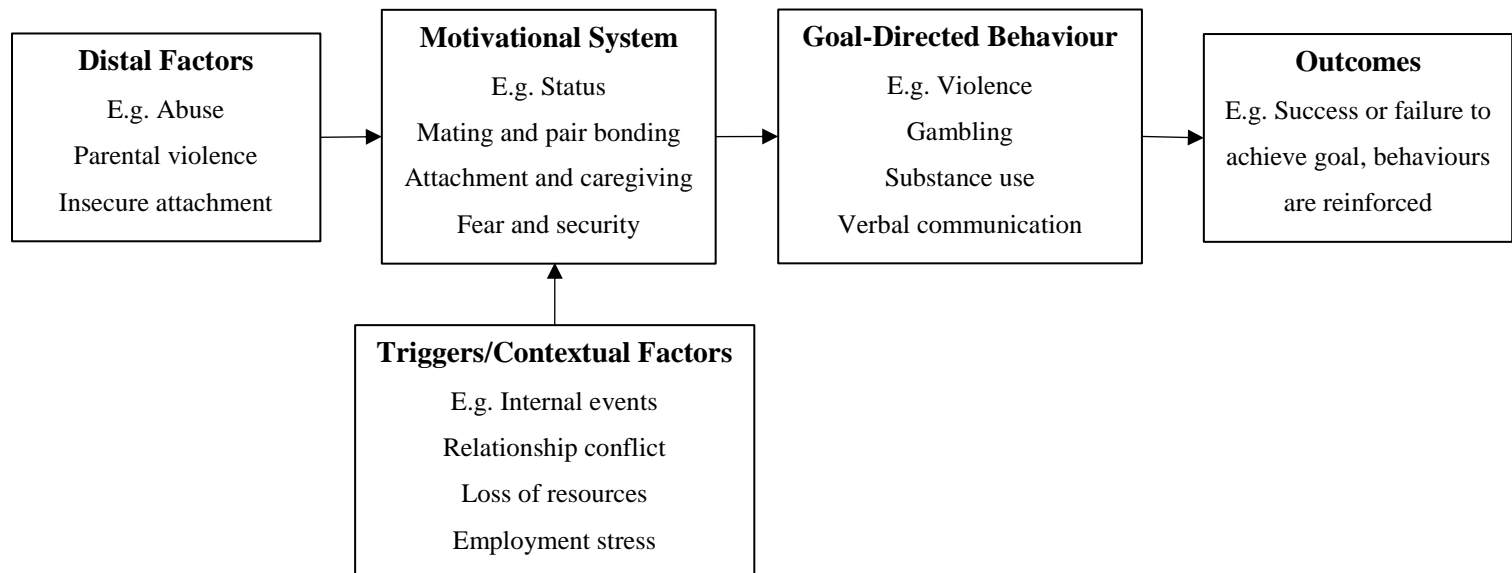 Distal Factors
E.g. Abuse
Parental violence
Insecure attachment
Motivational System
E.g. Status
Mating and pair bonding
Attachment and caregiving
Fear and security
Goal-Directed Behaviour
E.g. Violence
Gambling
Substance use
Verbal communication
Outcomes
E.g. Success or failure to
achieve goal, behaviours
are reinforced
Triggers/Contextual Factors
E.g. Internal events
Relationship conflict
Loss of resources
Employment stress